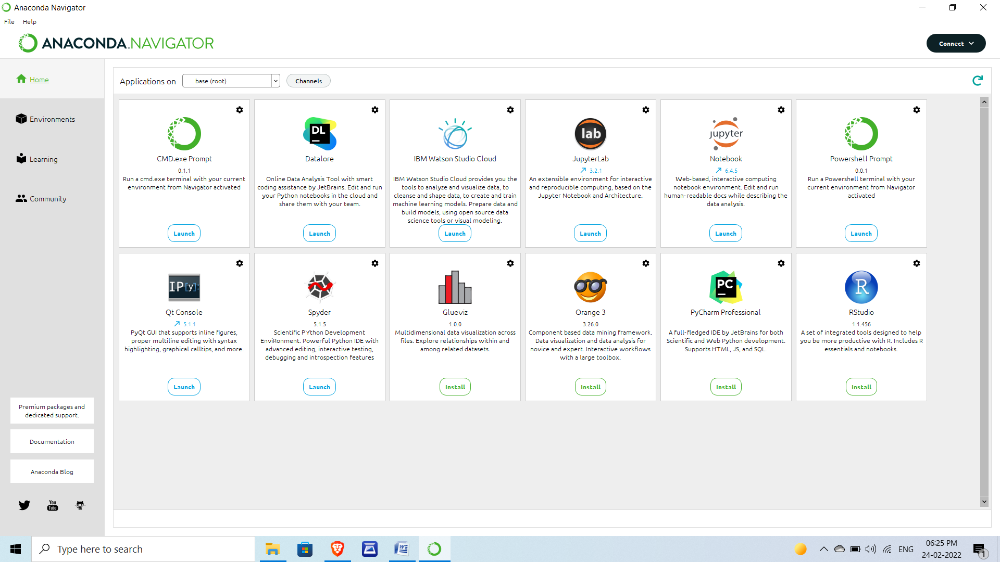 Anaconda Navigator
File Help
ANACONDA.NAVIGATOR
Connect
Home
Environments
Learning
Community
Premium packages and
dedicated support.
Documentation
Anaconda Blog
You
Tube
Applications on base (root) Channels
CMD.exe Prompt
0.1.1
Run a cmd.exe terminal with your current
environment from Navigator activated
Launch
DL
Datalore
Online Data Analysis Tool with smart
coding assistance by JetBrains. Edit and run
your Python notebooks in the cloud and
share them with your team.
Launch
IBM Watson Studio Cloud
IBM Watson Studio Cloud provides you the
tools to analyze and visualize data, to
cleanse and shape data, to create and train
machine learning models. Prepare data and
build models, using open source data
science tools or visual modeling.
Launch
lab
JupyterLab
3.2.1
An extensible environment for interactive
and reproducible computing, based on the
Jupyter Notebook and Architecture.
Launch
jupyter
Notebook
6.4.5
Web-based, interactive computing
notebook environment. Edit and run
human-readable docs while describing the
data analysis.
Launch
Powershell Prompt
0.0.1
Run a Powershell terminal with your
current environment from Navigator
activated
Launch
IP[y]:
Qt Console
5.1.1
PyQt GUI that supports inline figures,
proper multiline editing with syntax
highlighting, graphical calltips, and more.
Launch
Spyder
5.1.5
Scientific PYthon Development
EnviRonment. Powerful Python IDE with
advanced editing, interactive testing,
debugging and introspection features
Launch
Glueviz
1.0.0
Multidimensional data visualization across
files. Explore relationships within and
among related datasets.
Install
Orange 3
3.26.0
Component based data mining framework.
Data visualization and data analysis for
novice and expert. Interactive workflows
with a large toolbox.
Install
PC
PyCharm Professional
A full-fledged IDE by JetBrains for both
Scientific and Web Python development.
Supports HTML, JS, and SQL.
Install
R
RStudio
1.1.456
A set of integrated tools designed to help
you be more productive with R. Includes R
essentials and notebooks.
Install
Type here to search
W
ENG
06:25 PM
24-02-2022
1